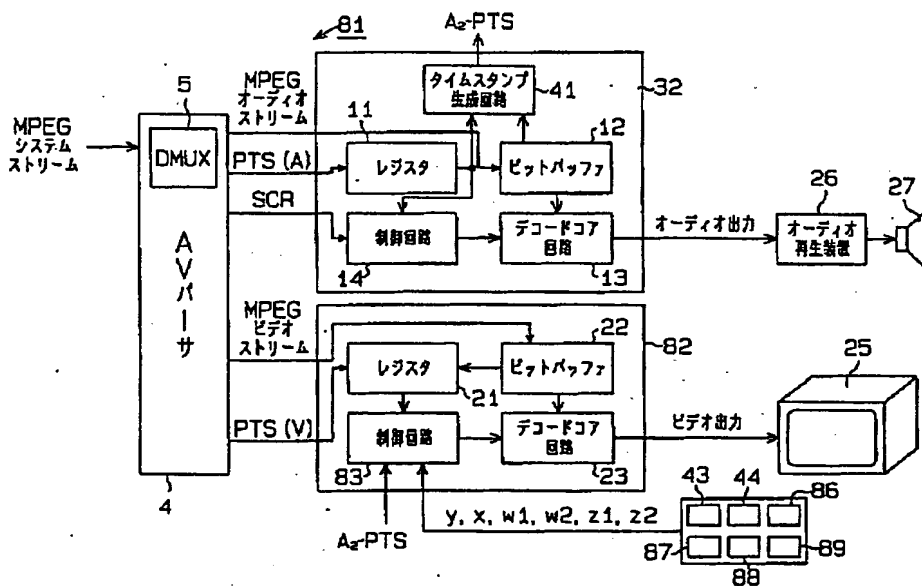 A₂-PTS
81
タイムスタンプ
生成回路
41
32
5
MPEG
オーディオ
ストリーム
11
12
MPEG
システム
ストリーム
DMUX
PTS (A)
レジスタ
ビットバッファ
26
27
SCR
制御回路
デコードコア
回路
オーディオ出力
オーディオ
再生装置
14
13
AVパーサ
MPEG
ビデオ
ストリーム
22
82
25
レジスタ
ビットバッファ
21
PTS (V)
制御回路
デコードコア
回路
ビデオ出力
83
23
4
43
44
86
y, x, w1, w2, z1, z2
A₂-PTS
87
88
89